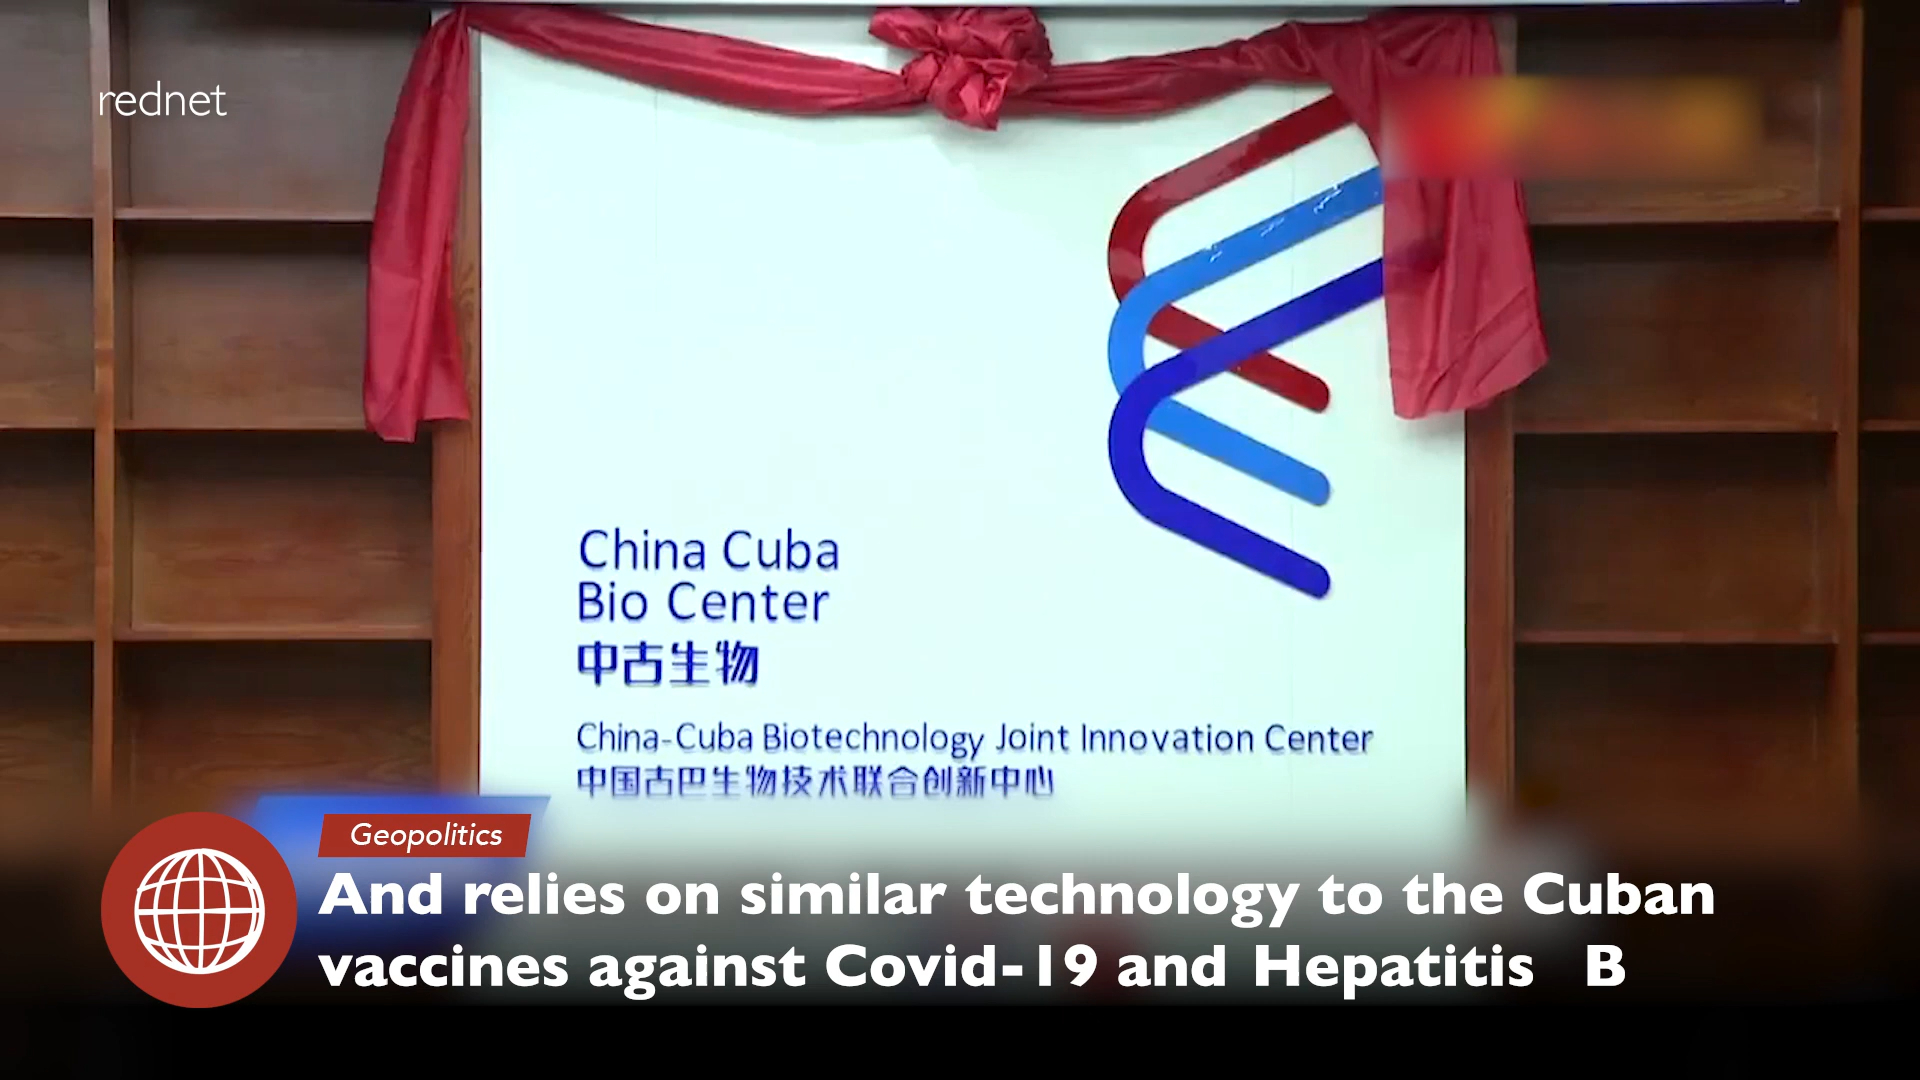 rednet
China Cuba
Bio Center
中古生物
China-Cuba Biotechnology Joint Innovation Center
中国古巴生物技术联合创新中心
Geopolitics
And relies on similar technology to the Cuban
vaccines against Covid-19 and Hepatitis B